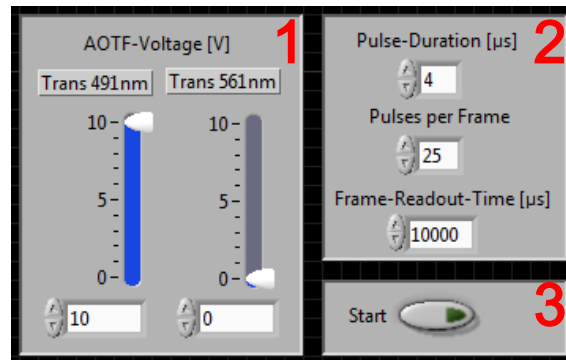 AOTF-Voltage [V]
1
Trans 491nm
Trans 561nm
10
5
0
10
5
0
10
0
Pulse-Duration [µs]
2
4
Pulses per Frame
25
Frame-Readout-Time [µs]
10000
Start
3